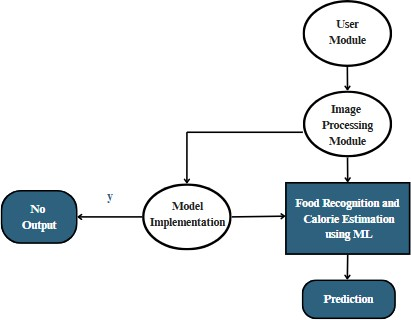 User
Module
Image
Processing
Module
y
No
Output
Model
Implementation
Food Recognition and
Calorie Estimation
using ML
Prediction